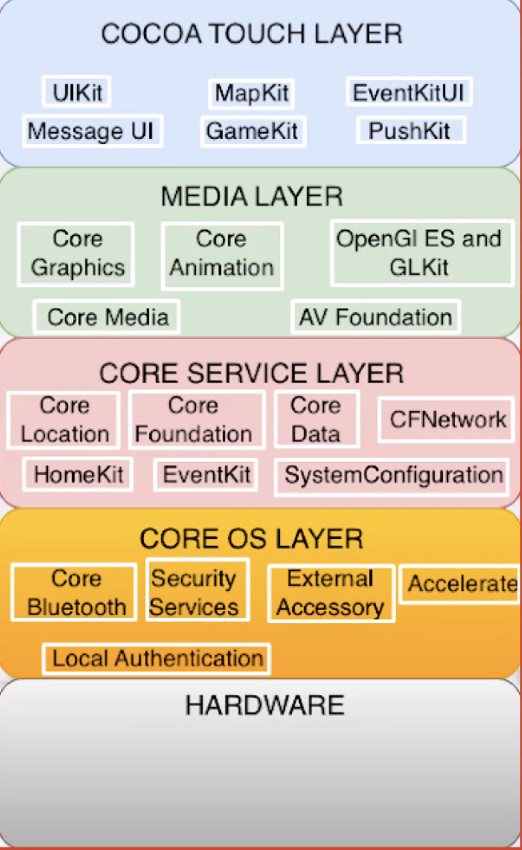 COCOA TOUCH LAYER
UIKit
MapKit
EventKitUI
Message UI
GameKit
PushKit
MEDIA LAYER
Core
Graphics
Core
Animation
OpenGl ES and
GLKit
Core Media
AV Foundation
CORE SERVICE LAYER
Core
Location
Core
Foundation
Core
Data
CFNetwork
HomeKit
EventKit
SystemConfiguration
CORE OS LAYER
Core
Bluetooth
Security
Services
External
Accessory
Accelerate
Local Authentication
HARDWARE